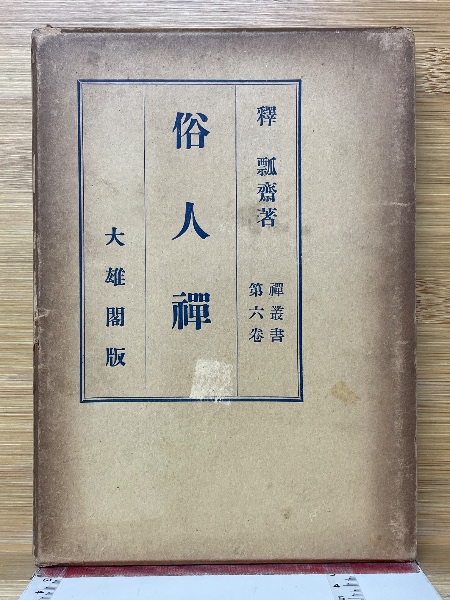 釋瓢齋著
禪叢書
第六卷
俗人禪
大雄閣版